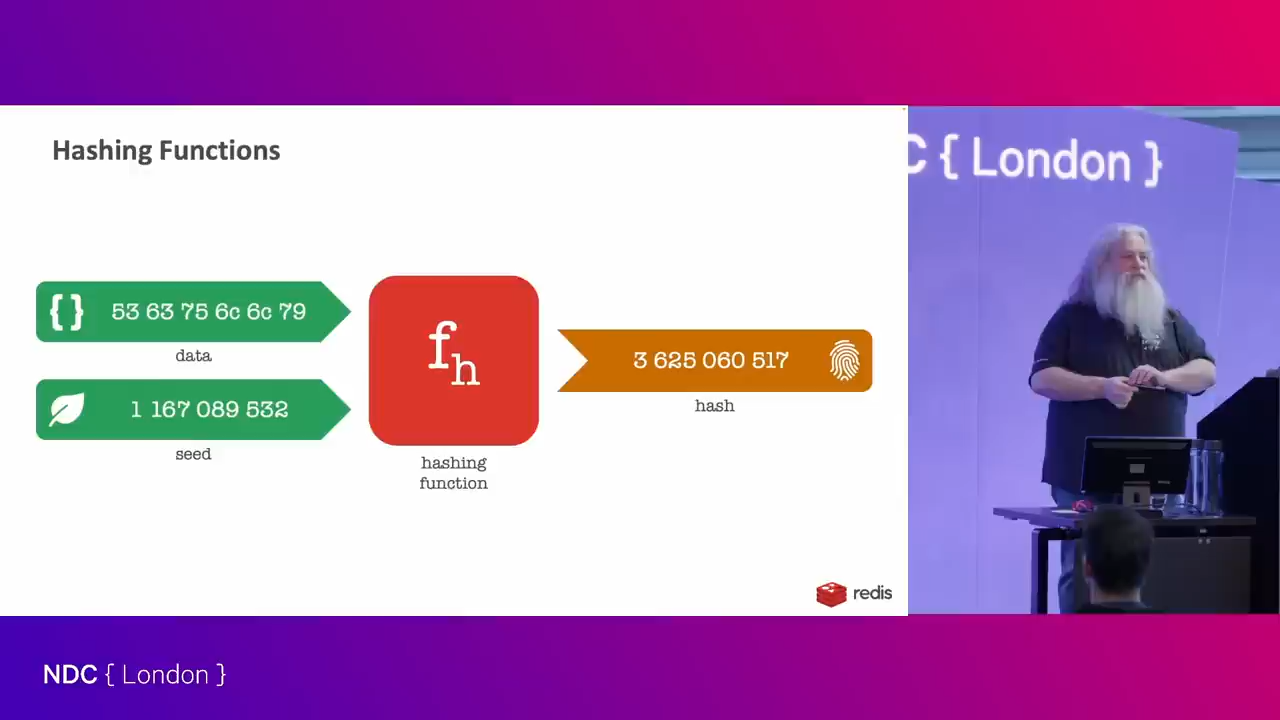 Hashing Functions
53 63 75 6c 6c 79
data
1 167 089 532
seed
fh
hashing
function
3 625 060 517
hash
redis
C { London }
NDC { London }